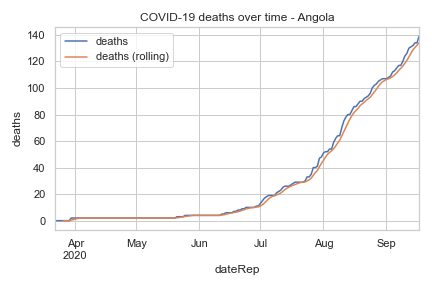 COVID-19 deaths over time - Angola
deaths
deaths (rolling)
140
120
100
80
60
40
20
0
deaths
Apr
2020
May
Jun
Jul
Aug
Sep
dateRep